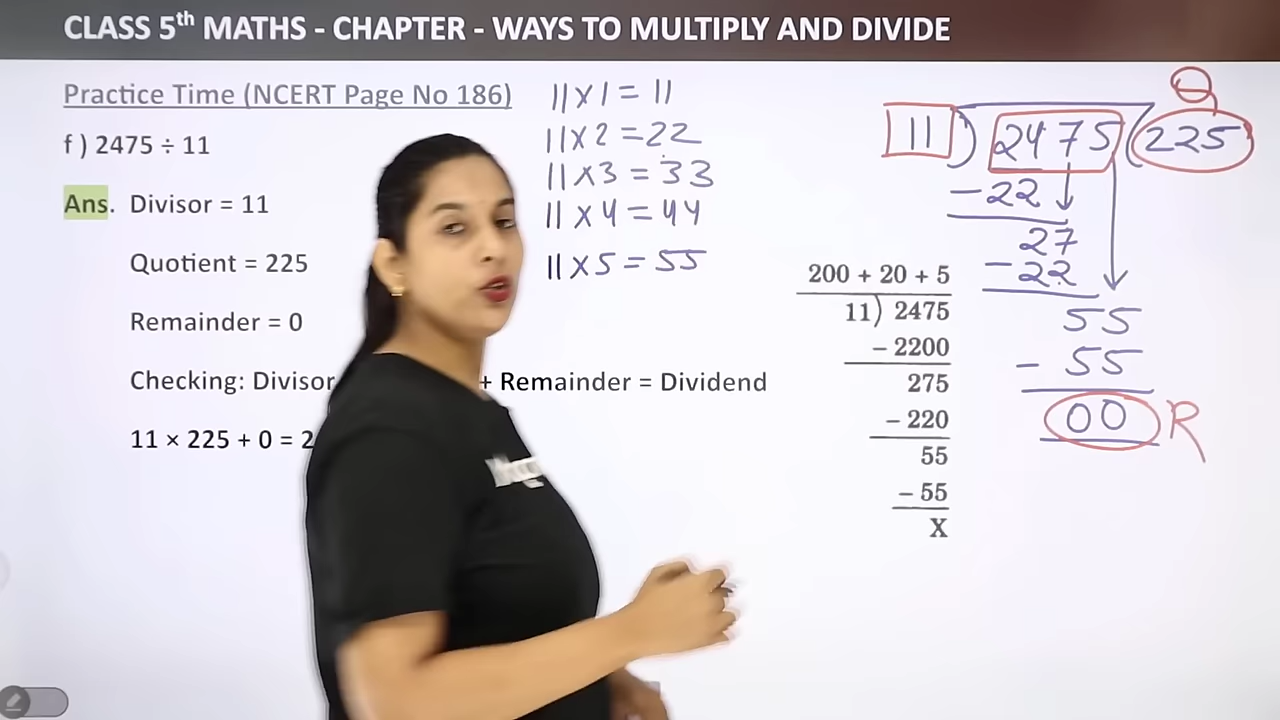 CLASS 5th MATHS - CHAPTER - WAYS TO MULTIPLY AND DIVIDE
Practice Time (NCERT Page No 186)
f ) 2475 ÷ 11
Ans. Divisor = 11
Quotient = 225
Remainder = 0
Checking: Divisor + Remainder = Dividend
11 × 225 + 0 = 2
11 × 1 = 11
11 × 2 = 22
11 × 3 = 33
11 × 4 = 44
11 × 5 = 55
200 + 20 + 5
11) 2475
– 2200
275
– 220
55
– 55
X
Q
11 ) 2475 ( 225
– 22
27
– 22
55
– 55
00 R